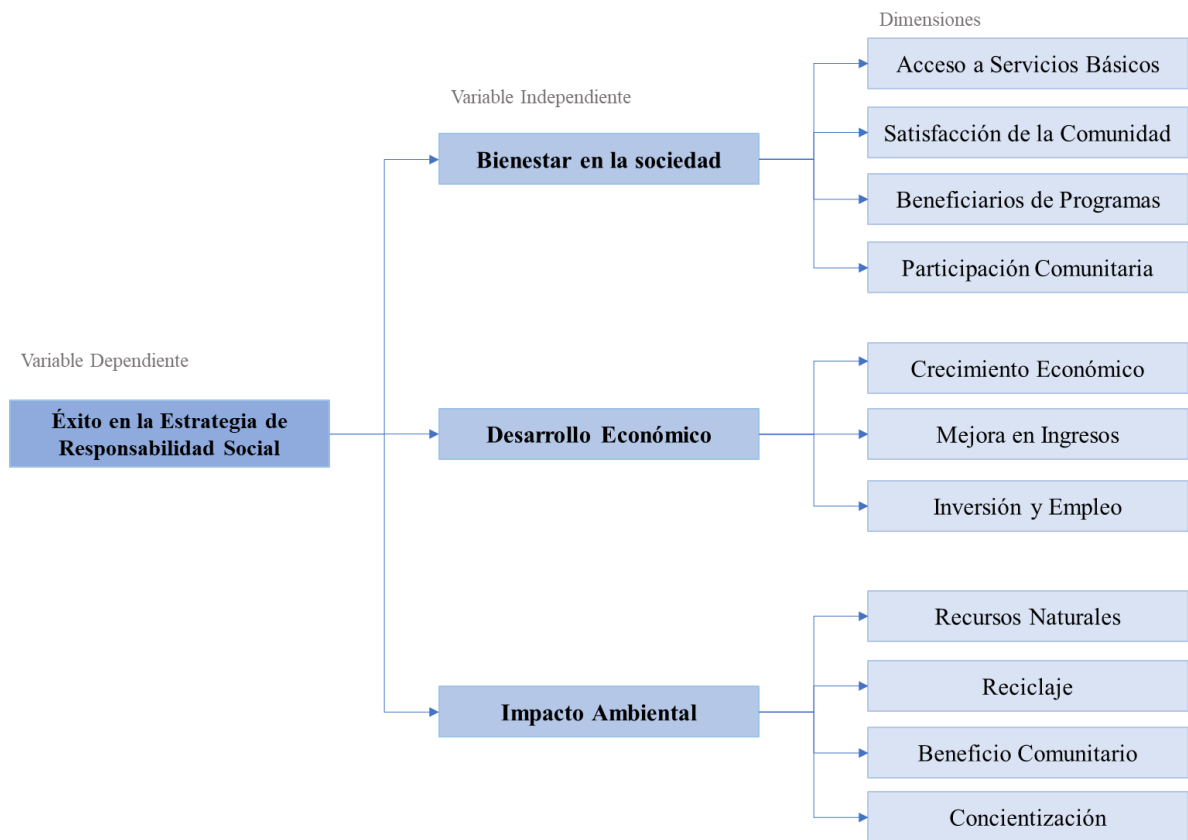 Dimensiones
Acceso a Servicios Básicos
Variable Independiente
Satisfacción de la Comunidad
Bienestar en la sociedad
Beneficiarios de Programas
Participación Comunitaria
Variable Dependiente
Crecimiento Económico
Éxito en la Estrategia de
Responsabilidad Social
Desarrollo Económico
Mejora en Ingresos
Inversión y Empleo
Recursos Naturales
Reciclaje
Impacto Ambiental
Beneficio Comunitario
Concientización